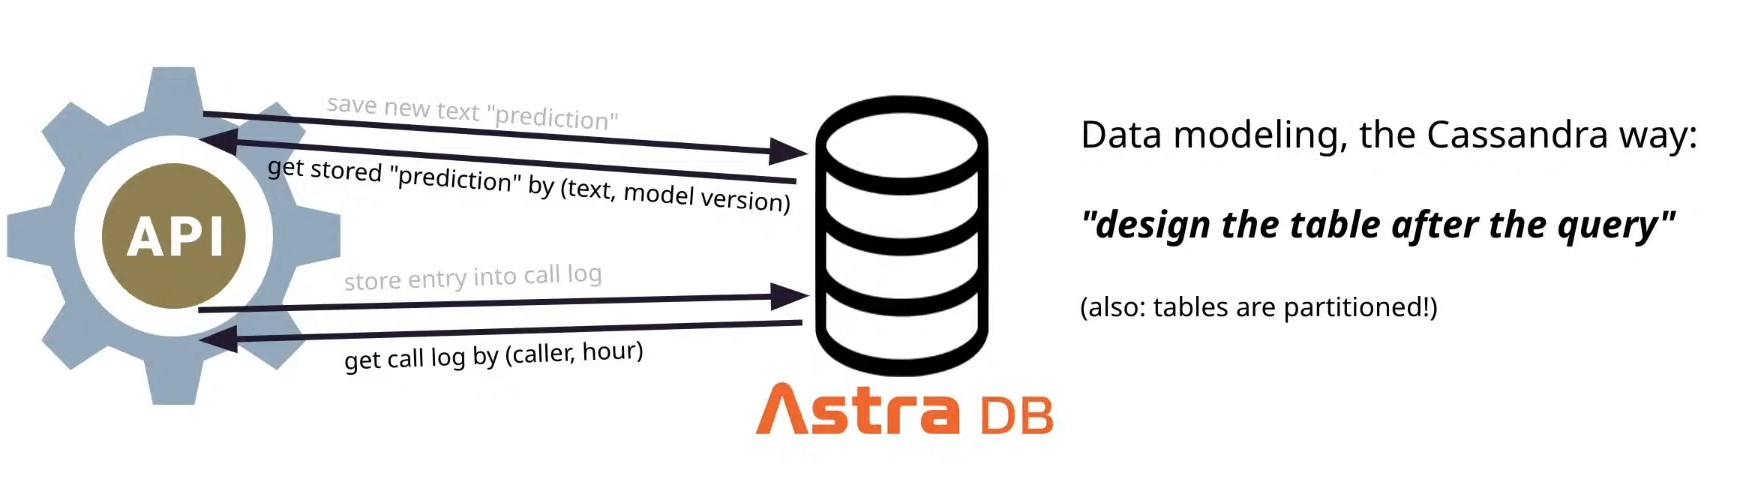 save new text "prediction"
get stored "prediction" by (text, model version)
API
store entry into call log
get call log by (caller, hour)
Astra DB
Data modeling, the Cassandra way:
"design the table after the query"
(also: tables are partitioned!)